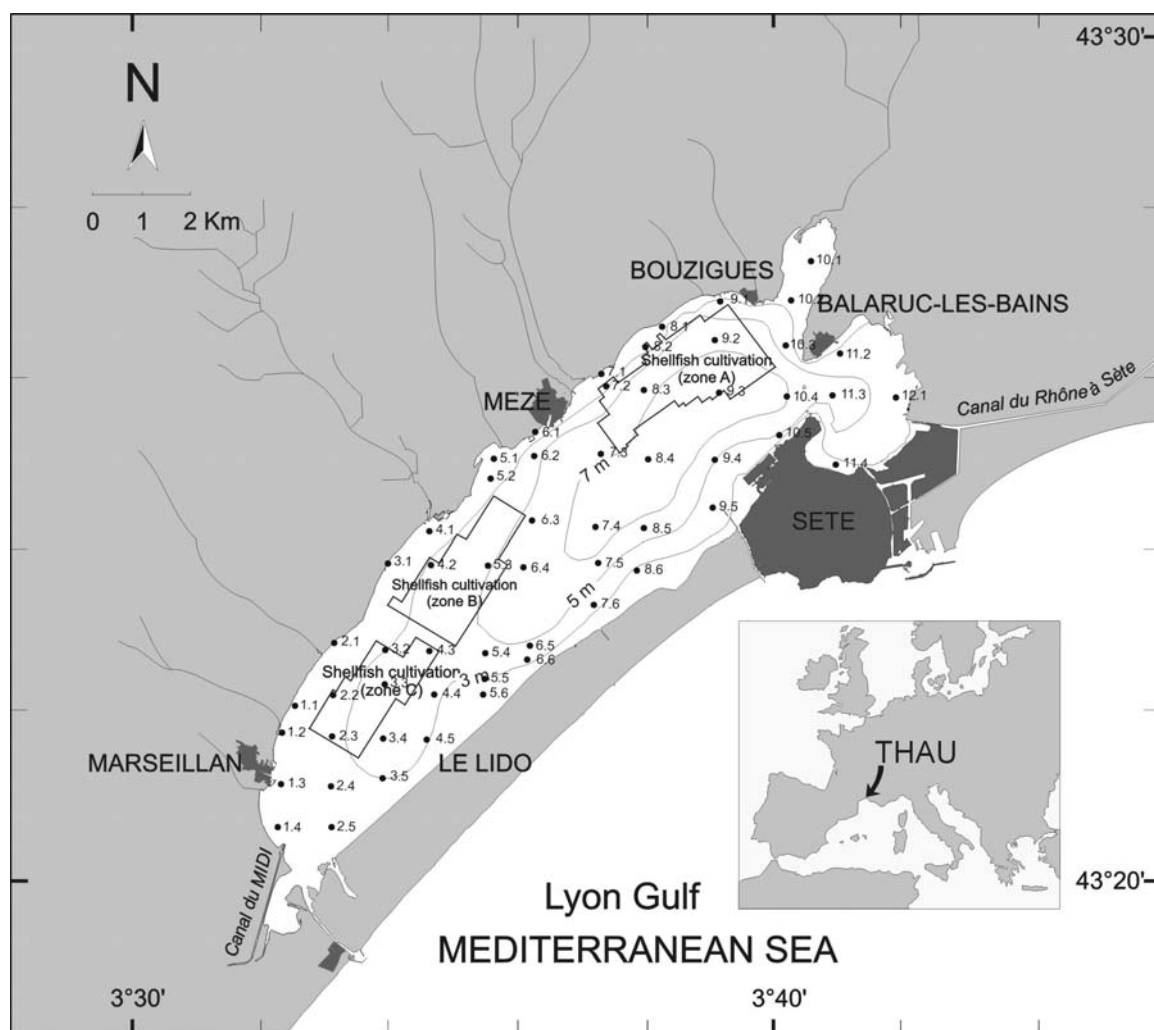 43°30'
N
0 1 2 Km
BOUZIGUES
10.1
9.1
10.2
BALARUC-LES-BAINS
8.1
8.2
9.2
10.3
11.2
Shellfish cultivation
(zone A)
7.1
7.2
8.3
9.3
10.4
11.3
12.1
Canal du Rhône à Sète
MEZE
6.1
10.5
5.1
6.2
7.3
7 m
8.4
9.4
11.4
5.2
SETE
4.1
6.3
7.4
8.5
9.5
3.1
4.2
5.3
6.4
7.5
8.6
Shellfish cultivation
(zone B)
5 m
7.6
2.1
3.2
4.3
5.4
6.5
6.6
Shellfish cultivation
(zone C)
3.3
3 m
5.5
2.2
4.4
5.6
1.1
1.2
2.3
3.4
4.5
MARSEILLAN
LE LIDO
THAU
1.3
2.4
3.5
1.4
2.5
Canal du MIDI
Lyon Gulf
43°20'
MEDITERRANEAN SEA
3°30'
3°40'